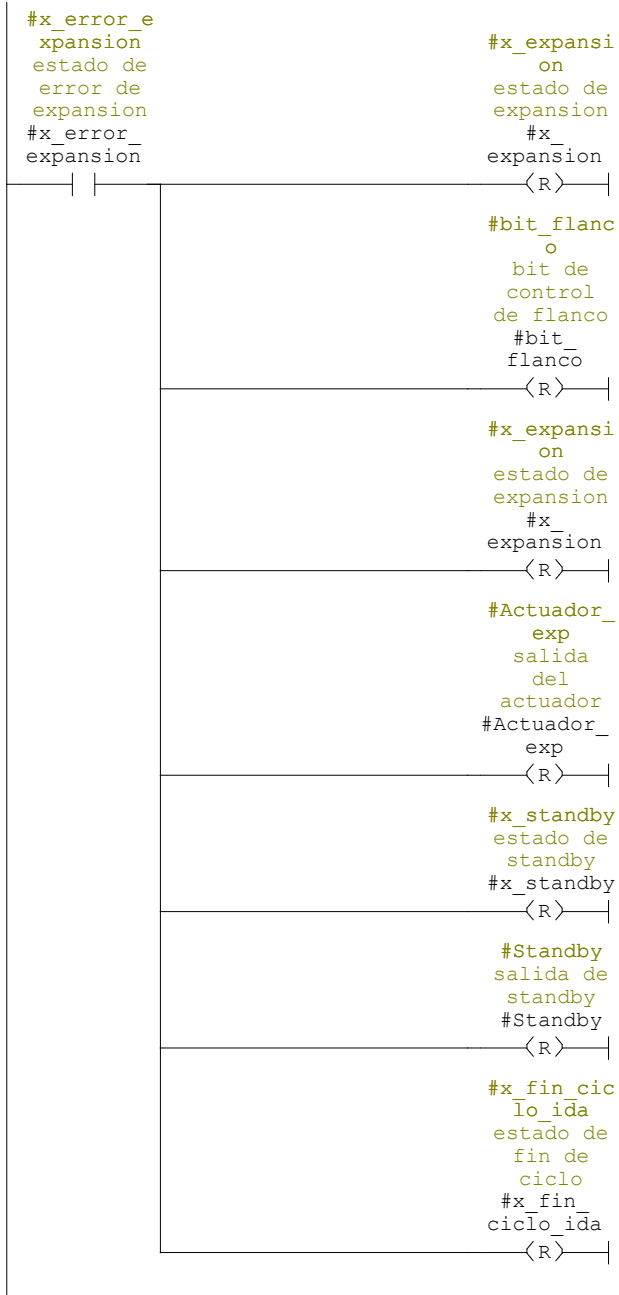 #x_error_e
xpansion
estado de
error de
expansion
#x_error_
expansion
#x_expansi
on
estado de
expansion
#x_
expansion
R
#bit_flanc
o
bit de
control
de flanco
#bit_
flanco
R
#x_expansi
on
estado de
expansion
#x_
expansion
R
#Actuador_
exp
salida
del
actuador
#Actuador_
exp
R
#x_standby
estado de
standby
#x_standby
R
#Standby
salida de
standby
#Standby
R
#x_fin_cic
lo_ida
estado de
fin de
ciclo
#x_fin_
ciclo_ida
R